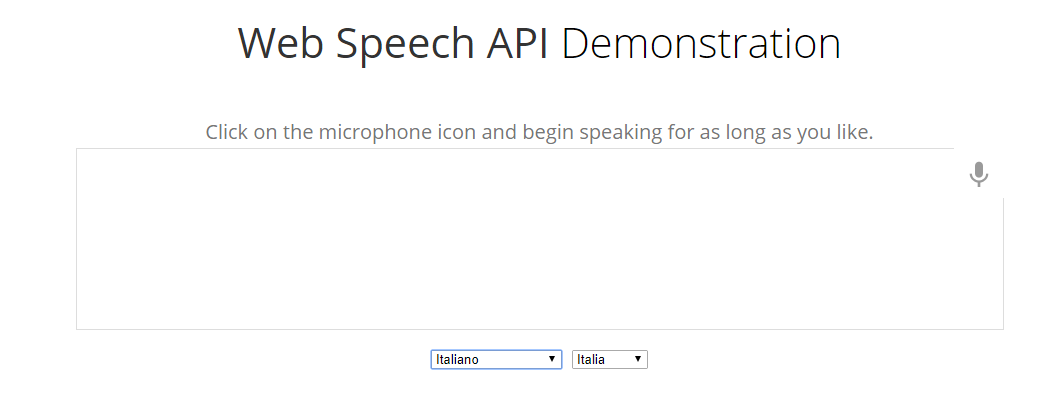 Web Speech API Demonstration
Click on the microphone icon and begin speaking for as long as you like.
Italiano Italia